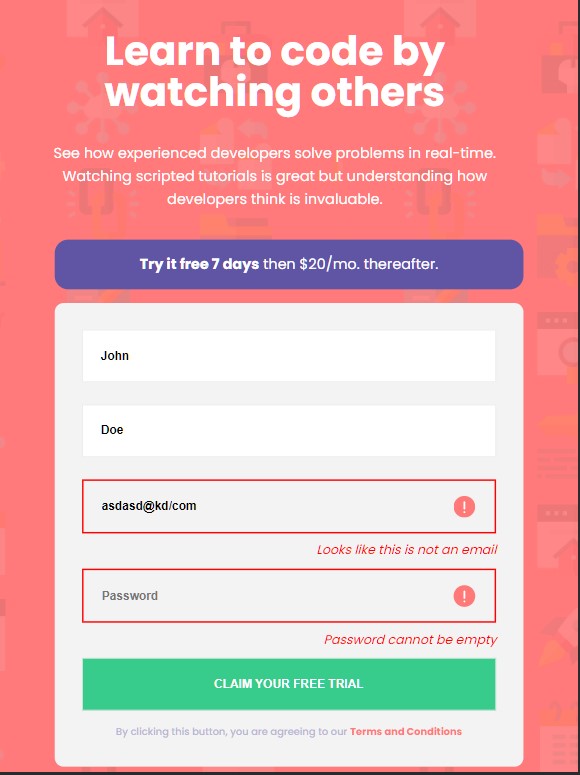 Learn to code by
watching others
See how experienced developers solve problems in real-time.
Watching scripted tutorials is great but understanding how
developers think is invaluable.
Try it free 7 days then $20/mo. thereafter.
John
Doe
asdasd@kd/com
Looks like this is not an email
Password
Password cannot be empty
CLAIM YOUR FREE TRIAL
By clicking this button, you are agreeing to our Terms and Conditions